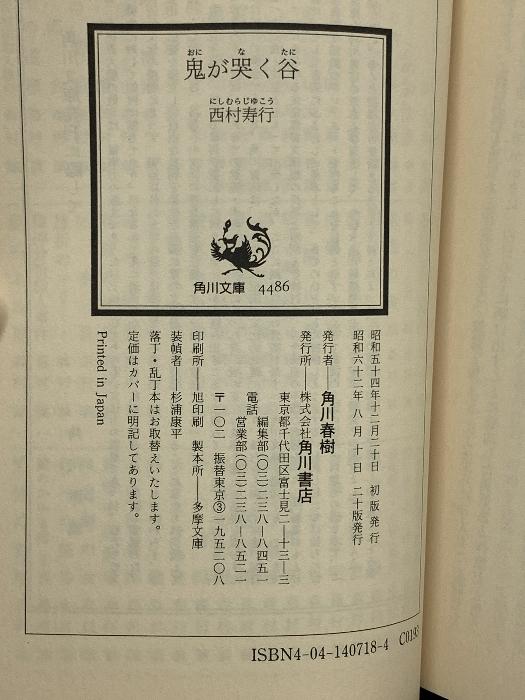 おに　な　たに
鬼が哭く谷
にしむらじゆこう
西村寿行
角川文庫 4486
昭和五十四年十二月二十日 初版発行
昭和六十二年 八月 十日 二十版発行
発行者──角川春樹
発行所──株式会社角川書店
東京都千代田区富士見二─十三─三
電話 編集部(〇三)二三八─八四五一
営業部(〇三)二三八─八五二一
〒一〇二 振替東京③一九五二〇八
印刷所──旭印刷 製本所──多摩文庫
装幀者──杉浦康平
落丁・乱丁本はお取替えいたします。
定価はカバーに明記してあります。
Printed in Japan
ISBN4-04-140718-4 C0193